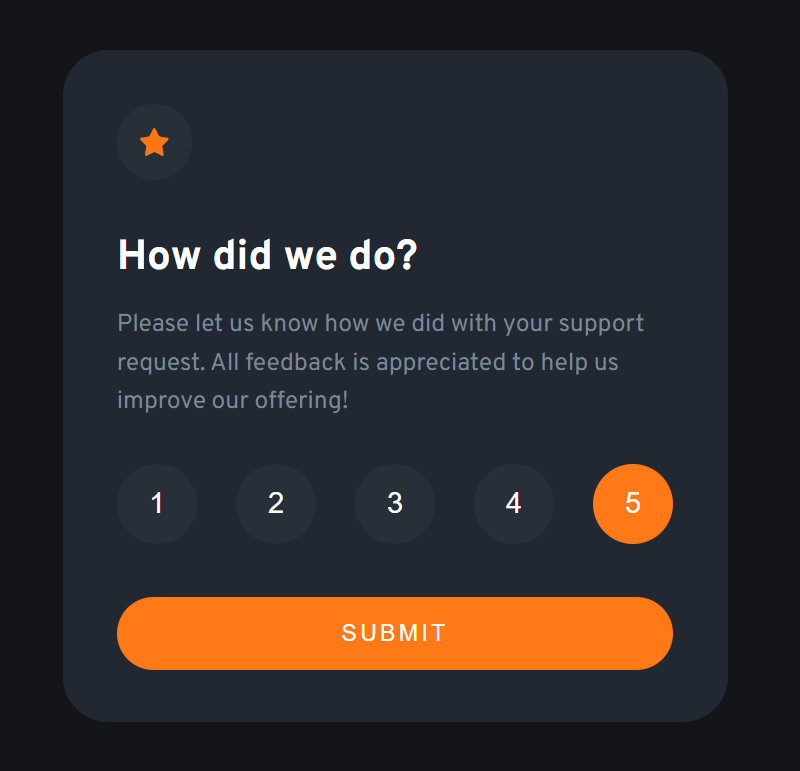 How did we do?
Please let us know how we did with your support
request. All feedback is appreciated to help us
improve our offering!
1 2 3 4 5
SUBMIT